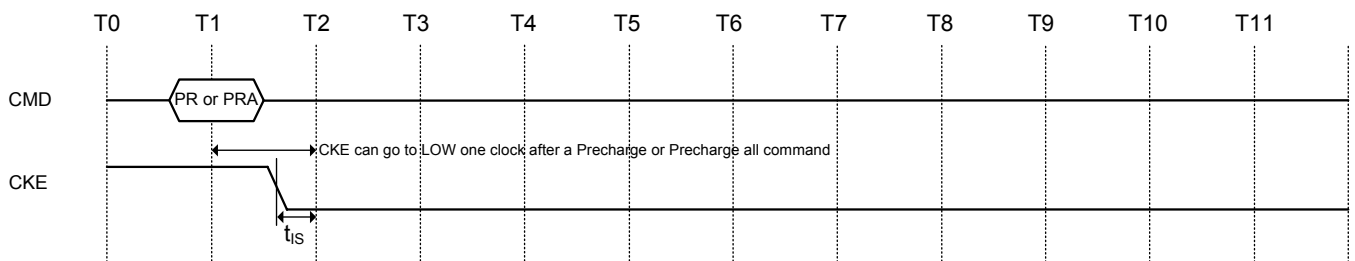 T0 T1 T2 T3 T4 T5 T6 T7 T8 T9 T10 T11
CMD PR or PRA
CKE can go to LOW one clock after a Precharge or Precharge all command
CKE
tIS